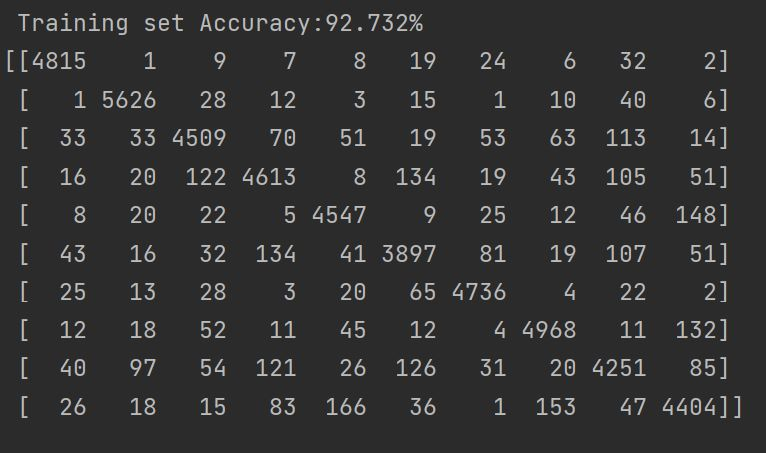 Training set Accuracy:92.732%
[[4815    1    9    7    8   19   24    6   32    2]
 [   1 5626   28   12    3   15    1   10   40    6]
 [  33   33 4509   70   51   19   53   63  113   14]
 [  16   20  122 4613    8  134   19   43  105   51]
 [   8   20   22    5 4547    9   25   12   46  148]
 [  43   16   32  134   41 3897   81   19  107   51]
 [  25   13   28    3   20   65 4736    4   22    2]
 [  12   18   52   11   45   12    4 4968   11  132]
 [  40   97   54  121   26  126   31   20 4251   85]
 [  26   18   15   83  166   36    1  153   47 4404]]